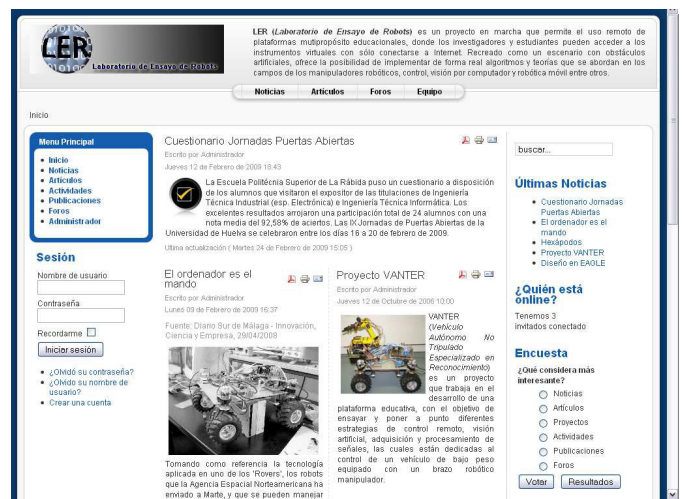 LER
Laboratorio de Ensayo de Robots
LER (Laboratorio de Ensayo de Robots) es un proyecto en marcha que permite el uso remoto de
plataformas multipropósito educacionales, donde los investigadores y estudiantes pueden acceder a los
instrumentos virtuales con sólo conectarse a Internet. Recreado como un escenario con obstáculos
artificiales, ofrece la posibilidad de implementar de forma real algoritmos y teorías que se abordan en los
campos de los manipuladores robóticos, control, visión por computador y robótica móvil entre otros.
Noticias Artículos Foros Equipo
Inicio
Menu Principal
Inicio
Noticias
Artículos
Actividades
Publicaciones
Foros
Administrador
Sesión
Nombre de usuario
Contraseña
Recordarme
Iniciar sesión
¿Olvidó su contraseña?
¿Olvido su nombre de
usuario?
Crear una cuenta
Cuestionario Jornadas Puertas Abiertas
Escrito por Administrador
Jueves 12 de Febrero de 2009 18:43
La Escuela Politécnia Superior de La Rábida puso un cuestionario a disposición
de los alumnos que visitaron el expositor de las titulaciones de Ingeniería
Técnica Industrial (esp. Electrónica) e Ingeniería Técnica Informática. Los
excelentes resultados arrojaron una participación total de 24 alumnos con una
nota media del 92,58% de aciertos. Las IX Jornadas de Puertas Abiertas de la
Universidad de Huelva se celebraron entre los días 16 a 20 de febrero de 2009.
Ultima actualización ( Martes 24 de Febrero de 2009 15:05 )
El ordenador es el
mando
Escrito por Administrador
Lunes 09 de Febrero de 2009 16:37
Fuente: Diario Sur de Málaga - Innovación,
Ciencia y Empresa, 29/04/2008
Tomando como referencia la tecnología
aplicada en uno de los 'Rovers', los robots
que la Agencia Espacial Norteamericana ha
enviado a Marte, y que se pueden manejar
Proyecto VANTER
Escrito por Administrador
Jueves 12 de Octubre de 2006 10:00
VANTER
(Vehículo
Autónomo No
Tripulado
Especializado en
Reconocimiento)
es un proyecto
que trabaja en el
desarrollo de una
plataforma educativa, con el objetivo de
ensayar y poner a punto diferentes
estrategias de control remoto, visión
artificial, adquisición y procesamiento de
señales, las cuales están dedicadas al
control de un vehículo de bajo peso
equipado con un brazo robótico
manipulador.
buscar...
Últimas Noticias
Cuestionario Jornadas
Puertas Abiertas
El ordenador es el
mando
Hexápodos
Proyecto VANTER
Diseño en EAGLE
¿Quién está
online?
Tenemos 3
invitados conectado
Encuesta
¿Qué considera más
interesante?
Noticias
Artículos
Proyectos
Actividades
Publicaciones
Foros
Votar Resultados